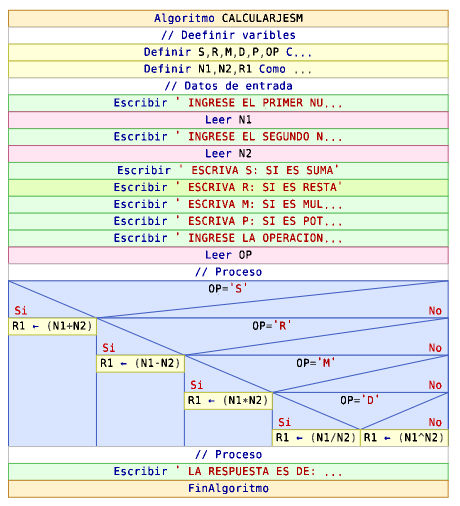 Algoritmo CALCULARJESM
// Deefinir varibles
Definir S,R,M,D,P,OP C...
Definir N1,N2,R1 Como ...
// Datos de entrada
Escribir ' INGRESE EL PRIMER NU...
Leer N1
Escribir ' INGRESE EL SEGUNDO N...
Leer N2
Escribir ' ESCRIVA S: SI ES SUMA'
Escribir ' ESCRIVA R: SI ES RESTA'
Escribir ' ESCRIVA M: SI ES MUL...
Escribir ' ESCRIVA P: SI ES POT...
Escribir ' INGRESE LA OPERACION...
Leer OP
// Proceso
OP='S'
Si No
R1 ← (N1+N2) OP='R'
Si No
R1 ← (N1-N2) OP='M'
Si No
R1 ← (N1*N2) OP='D'
Si No
R1 ← (N1/N2) R1 ← (N1^N2)
// Proceso
Escribir ' LA RESPUESTA ES DE: ...
FinAlgoritmo